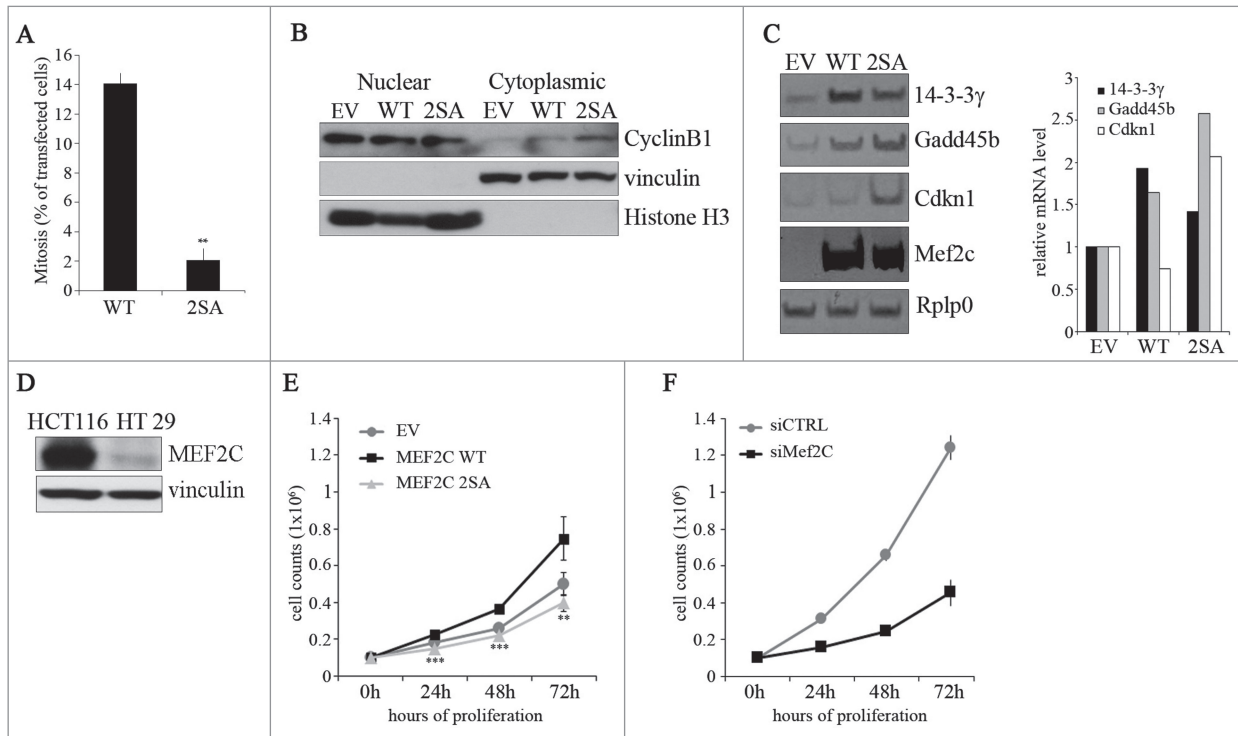 A
Mitosis (% of transfected cells)
16
14
12
10
8
6
4
2
0
**
WT 2SA
B
Nuclear Cytoplasmic
EV WT 2SA EV WT 2SA
CyclinB1
vinculin
Histone H3
C
EV WT 2SA
14-3-3γ
Gadd45b
Cdkn1
Mef2c
Rplp0
relative mRNA level
3
2.5
2
1.5
1
0.5
0
14-3-3γ
Gadd45b
Cdkn1
EV WT 2SA
D
HCT116 HT 29
MEF2C
vinculin
E
cell counts (1x10⁶)
1.4
1.2
1
0.8
0.6
0.4
0.2
0
EV
MEF2C WT
MEF2C 2SA
*** *** **
0h 24h 48h 72h
hours of proliferation
F
cell counts (1x10⁶)
1.4
1.2
1
0.8
0.6
0.4
0.2
0
siCTRL
siMef2C
0h 24h 48h 72h
hours of proliferation